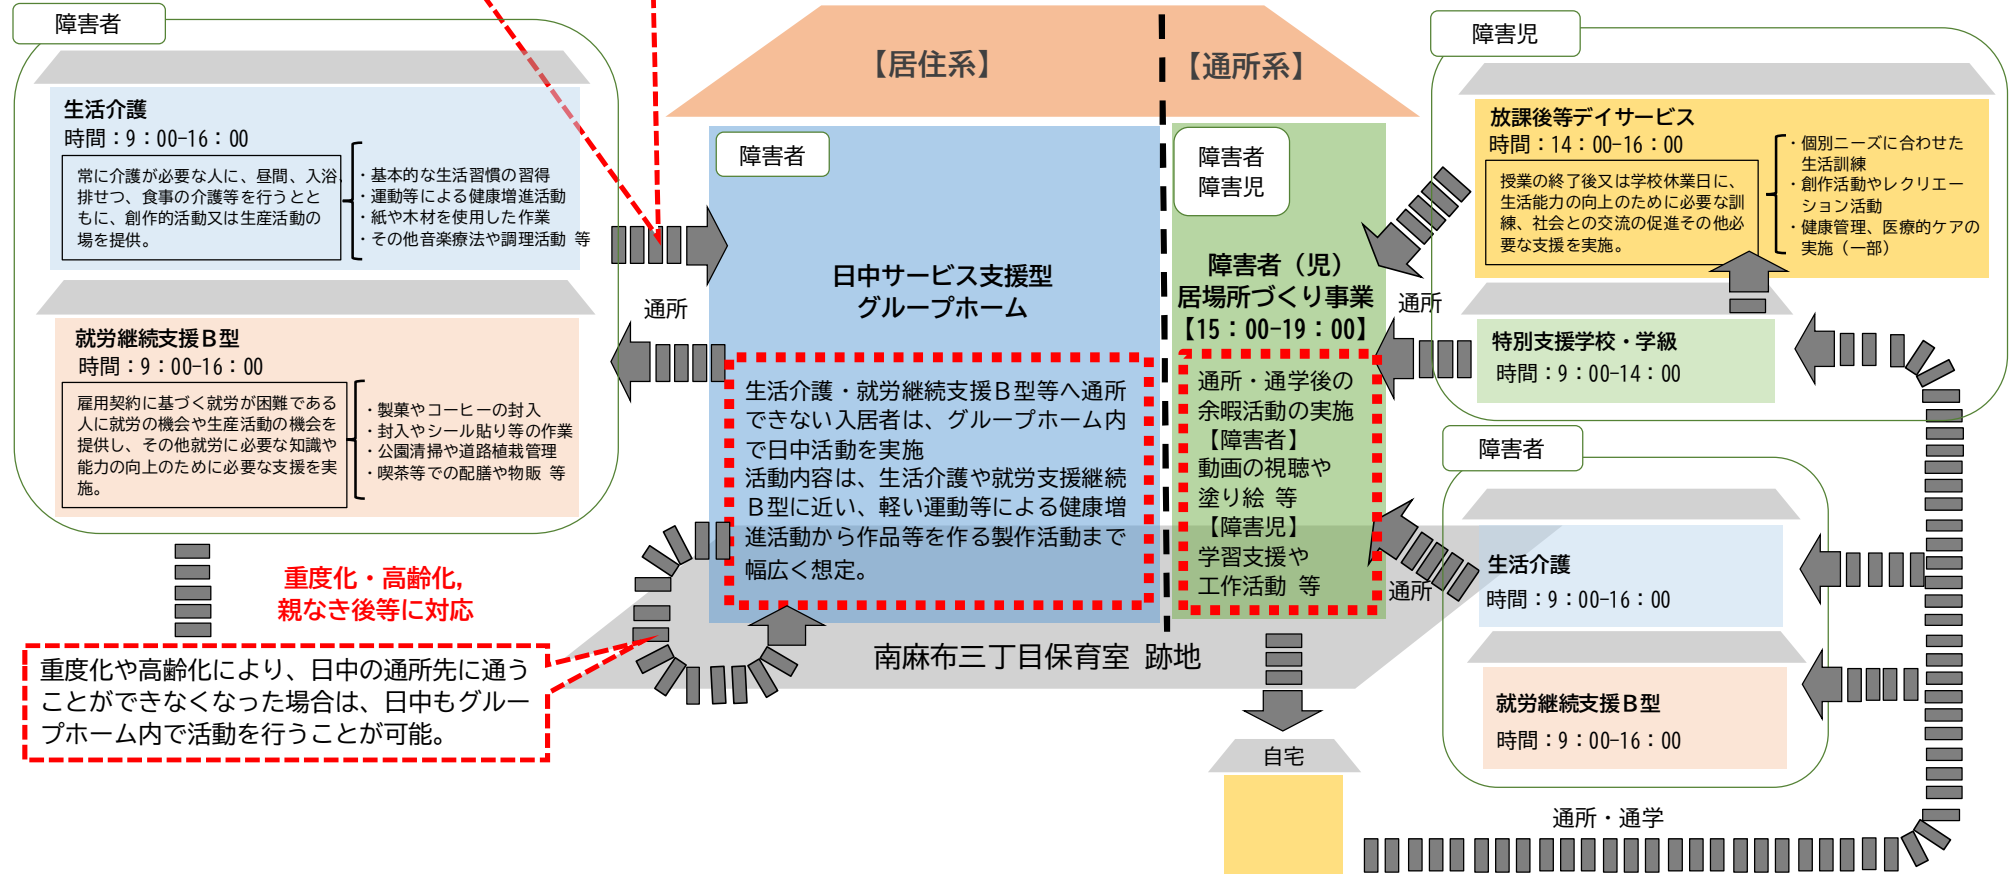 障害者
生活介護
時間：9：00-16：00
常に介護が必要な人に、昼間、入浴、
排せつ、食事の介護等を行うとと
もに、創作的活動又は生産活動の
場を提供。
・基本的な生活習慣の習得
・運動等による健康増進活動
・紙や木材を使用した作業
・その他音楽療法や調理活動 等
就労継続支援Ｂ型
時間：9：00-16：00
雇用契約に基づく就労が困難である
人に就労の機会や生産活動の機会を
提供し、その他就労に必要な知識や
能力の向上のために必要な支援を実
施。
・製菓やコーヒーの封入
・封入やシール貼り等の作業
・公園清掃や道路植栽管理
・喫茶等での配膳や物販 等
重度化・高齢化,
親なき後等に対応
重度化や高齢化により、日中の通所先に通う
ことができなくなった場合は、日中もグルー
プホーム内で活動を行うことが可能。
通所
【居住系】
【通所系】
障害者
日中サービス支援型
グループホーム
生活介護・就労継続支援Ｂ型等へ通所
できない入居者は、グループホーム内
で日中活動を実施
活動内容は、生活介護や就労支援継続
Ｂ型に近い、軽い運動等による健康増
進活動から作品等を作る製作活動まで
幅広く想定。
障害者
障害児
障害者（児）
居場所づくり事業
【15：00-19：00】
通所・通学後の
余暇活動の実施
【障害者】
動画の視聴や
塗り絵 等
【障害児】
学習支援や
工作活動 等
南麻布三丁目保育室 跡地
自宅
通所
通所
障害児
放課後等デイサービス
時間：14：00-16：00
授業の終了後又は学校休業日に、
生活能力の向上のために必要な訓
練、社会との交流の促進その他必
要な支援を実施。
・個別ニーズに合わせた
生活訓練
・創作活動やレクリエー
ション活動
・健康管理、医療的ケアの
実施（一部）
特別支援学校・学級
時間：9：00-14：00
障害者
生活介護
時間：9：00-16：00
就労継続支援Ｂ型
時間：9：00-16：00
通所・通学